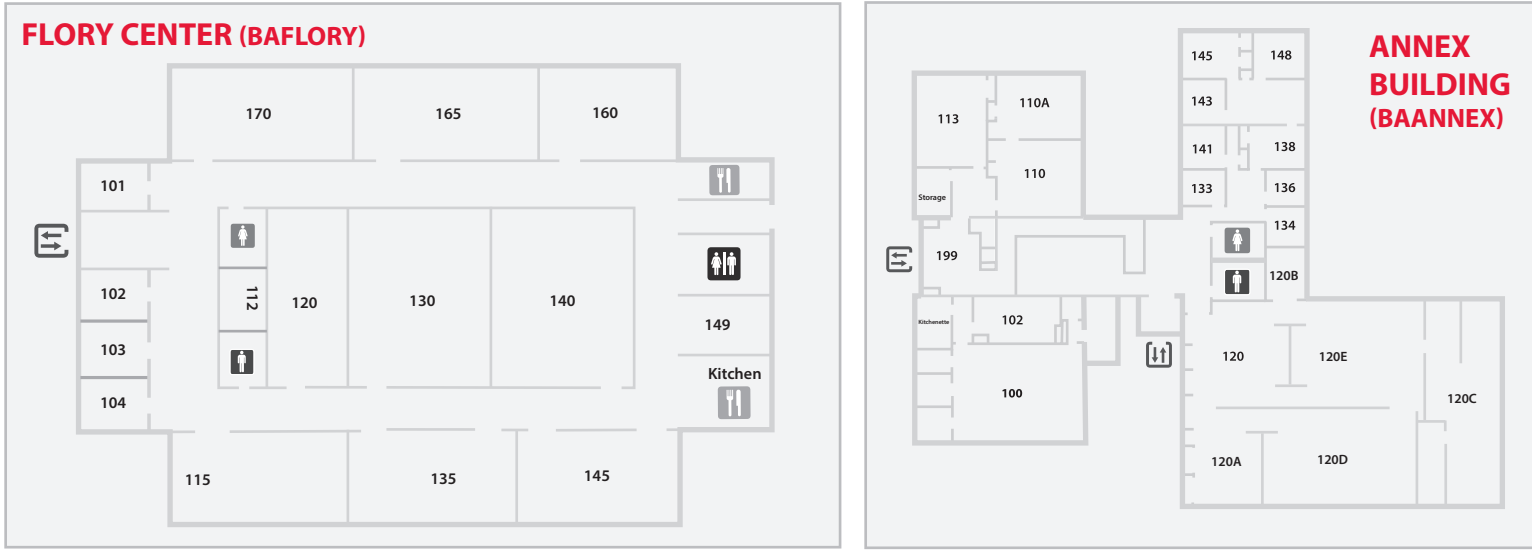 FLORY CENTER (BAFLORY)
170
165
160
101
102
103
104
112
120
130
140
149
Kitchen
115
135
145
ANNEX
BUILDING
(BAANNEX)
145
148
143
141
138
133
136
134
120B
113
110A
110
Storage
199
Kitchenette
102
100
120
120E
120C
120A
120D